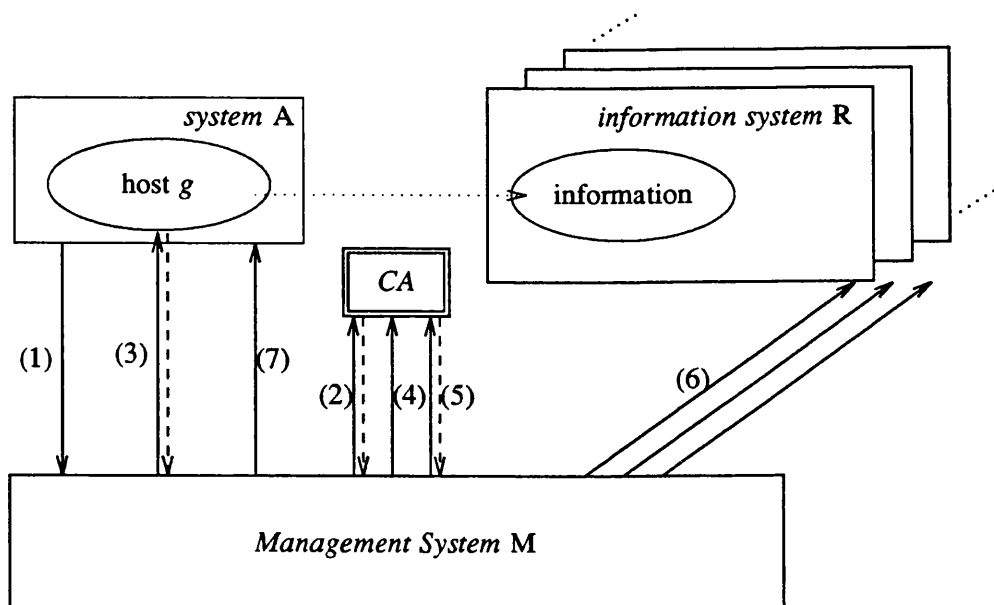 system A
information system R
host g
information
CA
(1)
(3)
(7)
(2)
(4)
(5)
(6)
Management System M